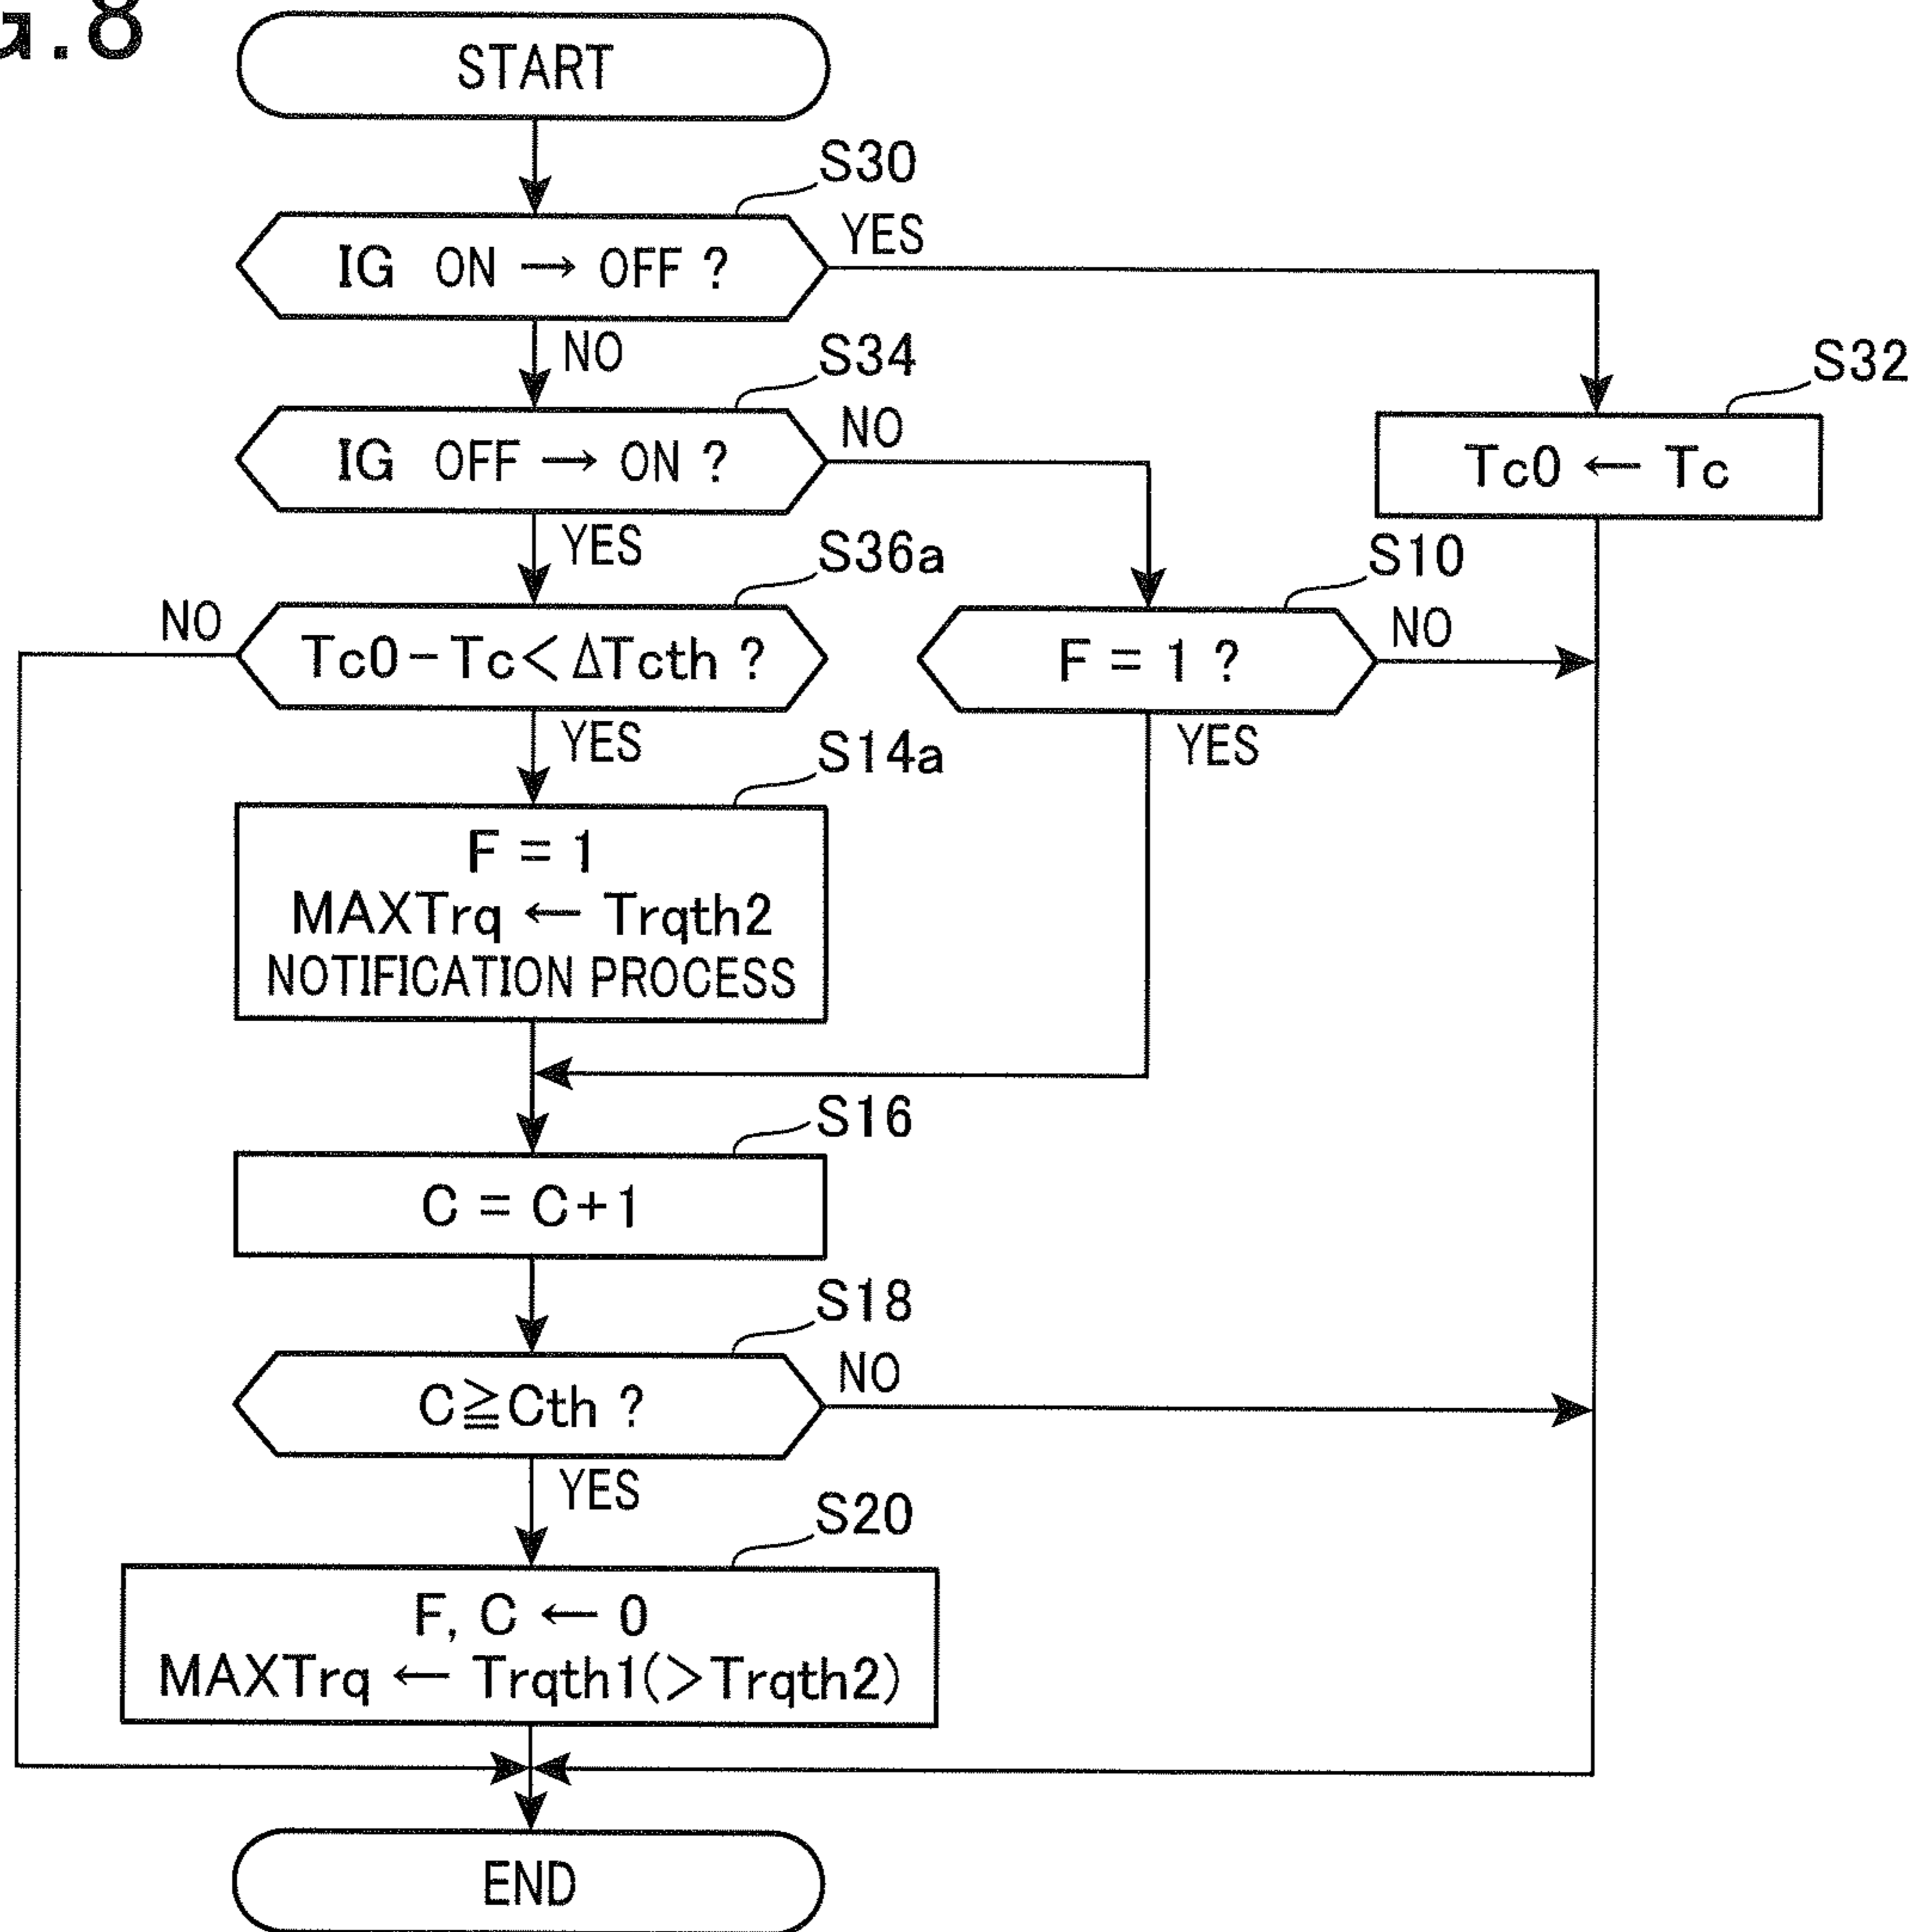 G.8
START
S30
IG ON → OFF ?
YES
NO
S34
IG OFF → ON ?
NO
S32
Tc0 ← Tc
YES
S36a
S10
NO
Tc0 - Tc < ΔTcth ?
F = 1 ?
NO
YES
YES
S14a
F = 1
MAXTrq ← Trqth2
NOTIFICATION PROCESS
S16
C = C+1
S18
C ≧ Cth ?
NO
YES
S20
F, C ← 0
MAXTrq ← Trqth1(>Trqth2)
END